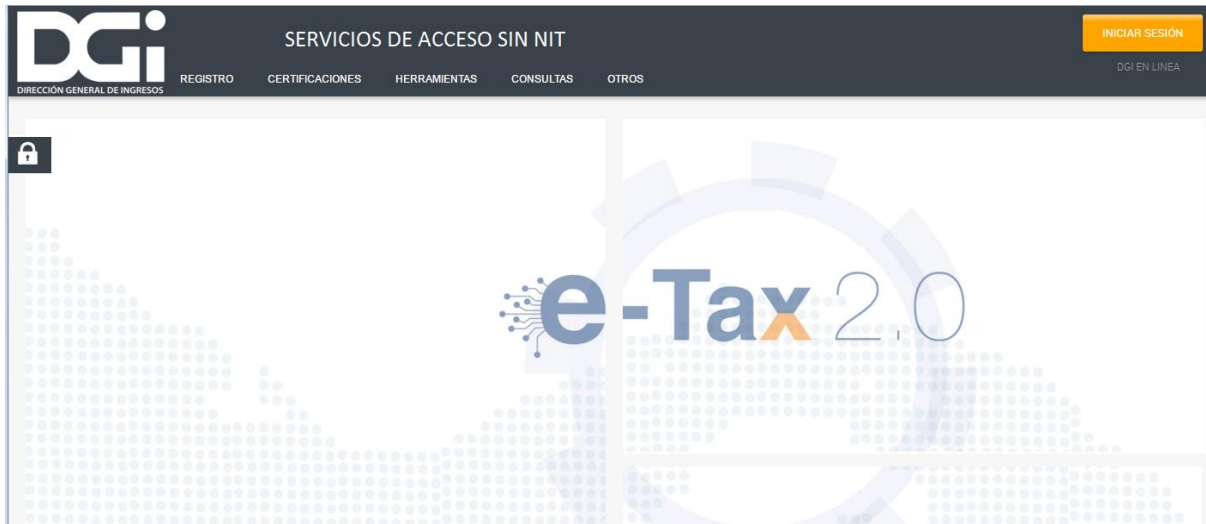 DGi
DIRECCIÓN GENERAL DE INGRESOS
SERVICIOS DE ACCESO SIN NIT
REGISTRO CERTIFICACIONES HERRAMIENTAS CONSULTAS OTROS
INICIAR SESIÓN
DGI EN LINEA
e-Tax 2.0